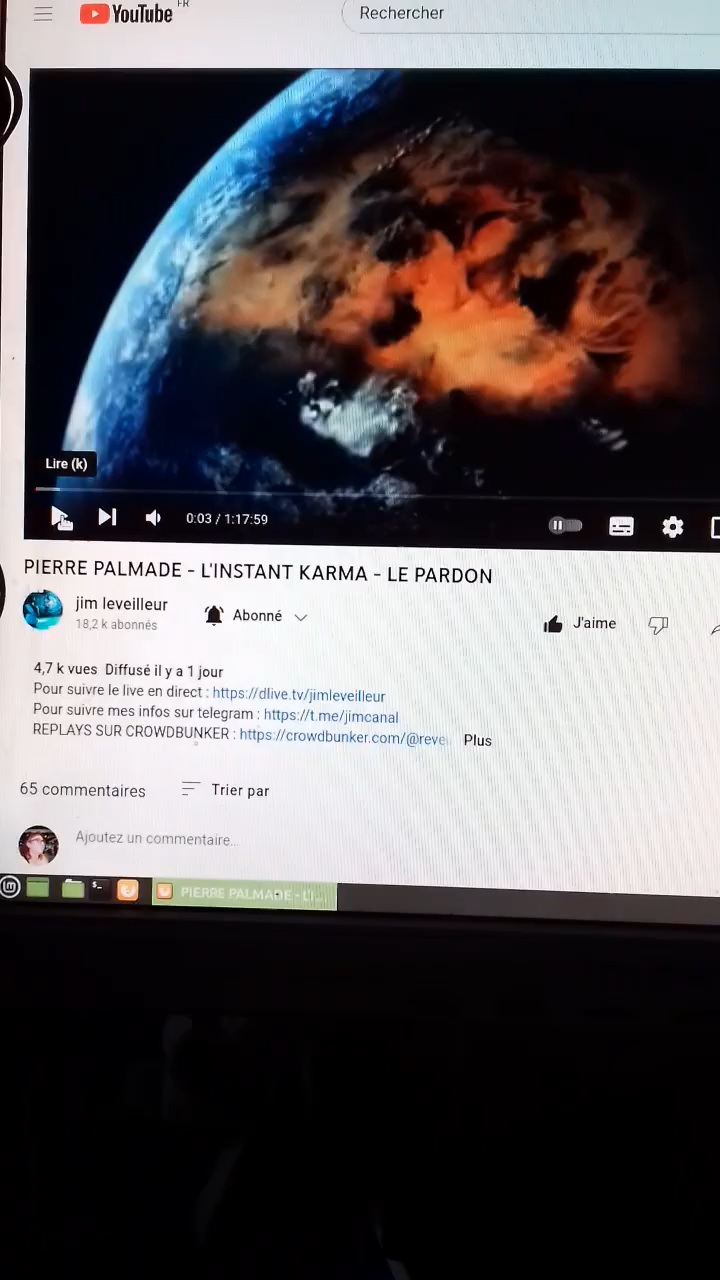 YouTube FR
Rechercher
Lire (k)
0:03 / 1:17:59
PIERRE PALMADE - L'INSTANT KARMA - LE PARDON
jim leveilleur
18,2 k abonnés
Abonné
J'aime
4,7 k vues Diffusé il y a 1 jour
Pour suivre le live en direct : https://dlive.tv/jimleveilleur
Pour suivre mes infos sur telegram : https://t.me/jimcanal
REPLAYS SUR CROWDBUNKER : https://crowdbunker.com/@reve
Plus
65 commentaires
Trier par
Ajoutez un commentaire...
PIERRE PALMADE - L'I...